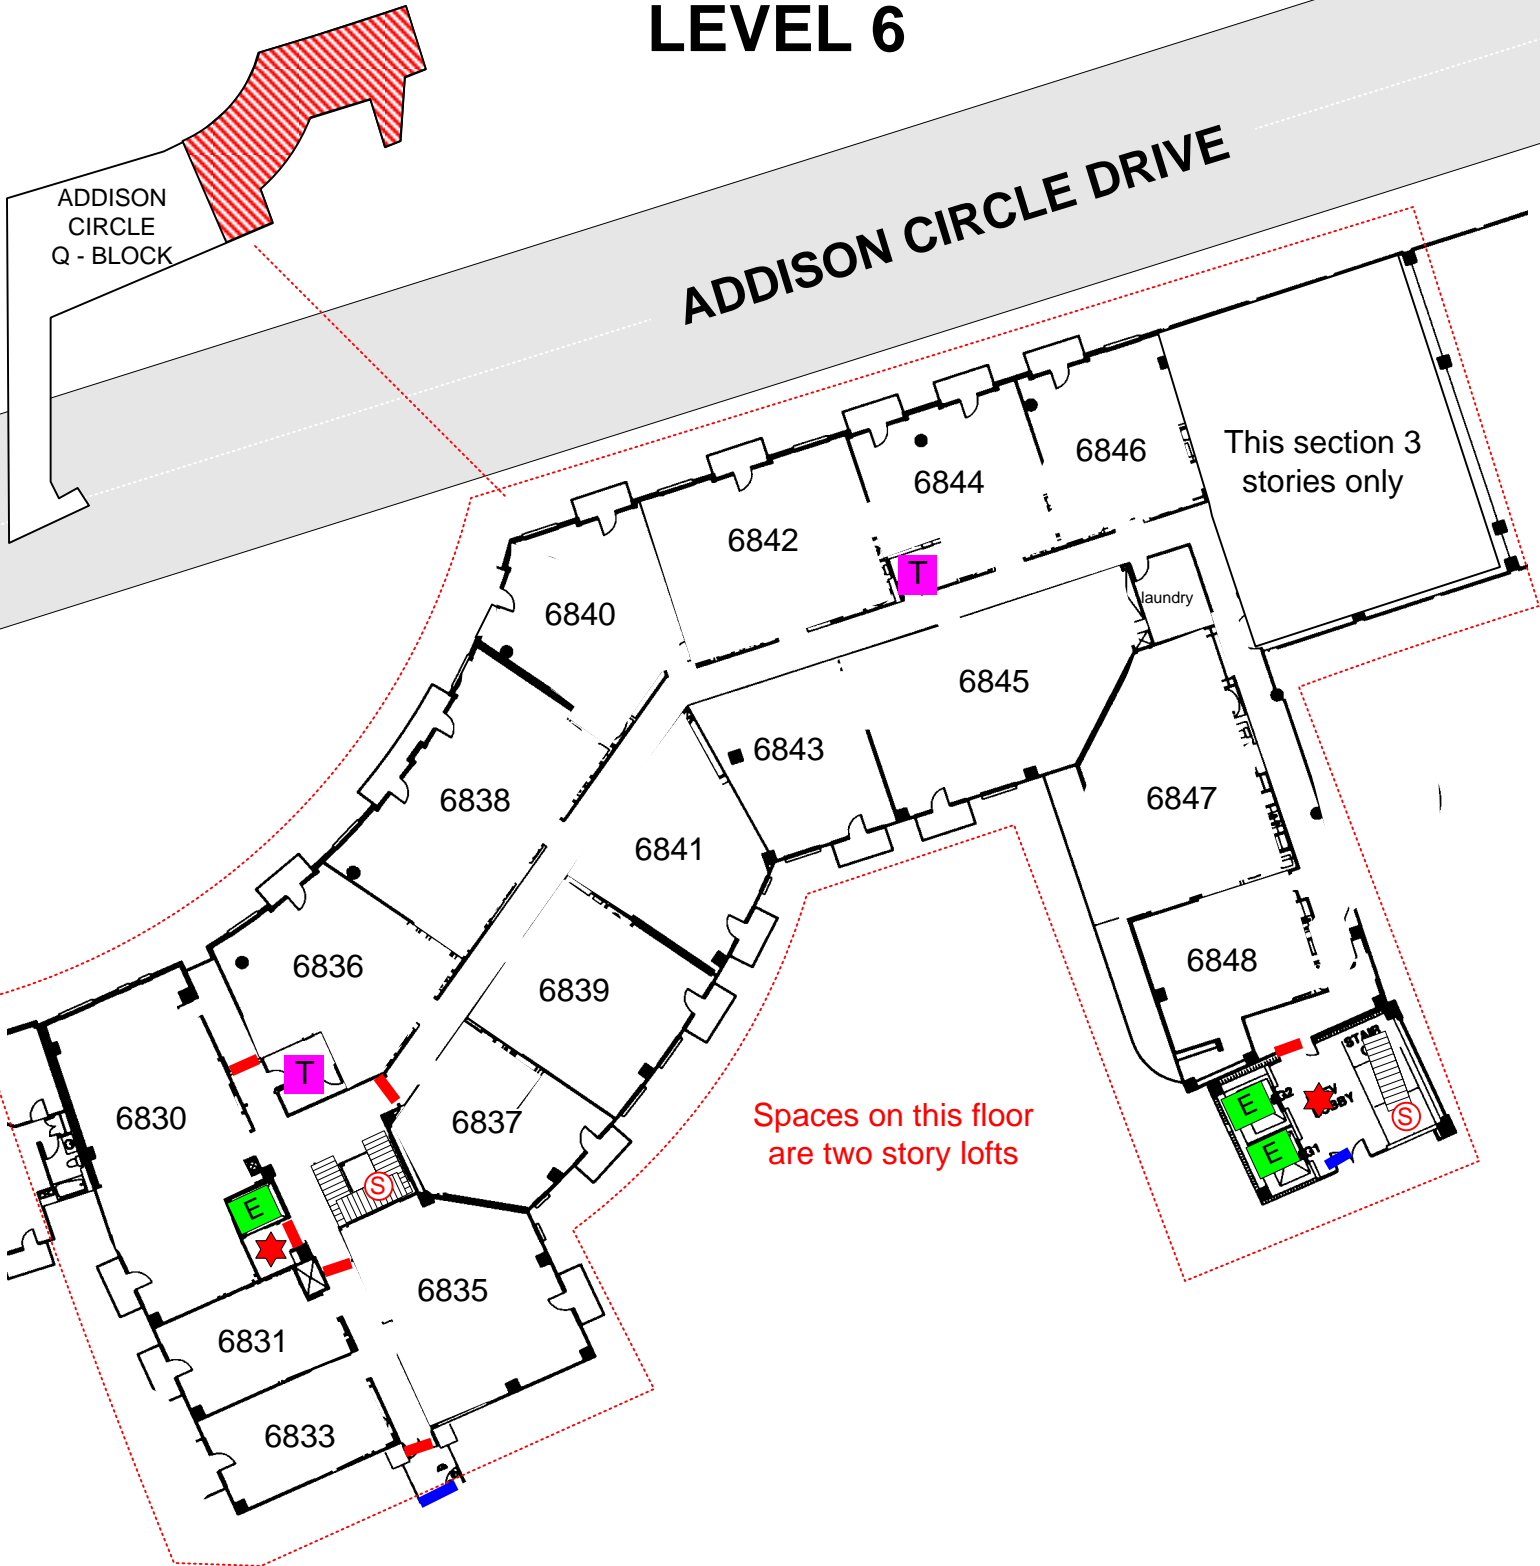 LEVEL 6
ADDISON
CIRCLE
Q - BLOCK
ADDISON CIRCLE DRIVE
This section 3
stories only
6846
6844
6842
T
6840
laundry
6845
6843
6838
6841
6847
6836
6839
6848
T
6830
6837
STAIR
E
G2
E
G1
S
Spaces on this floor
are two story lofts
S
E
6835
6831
6833